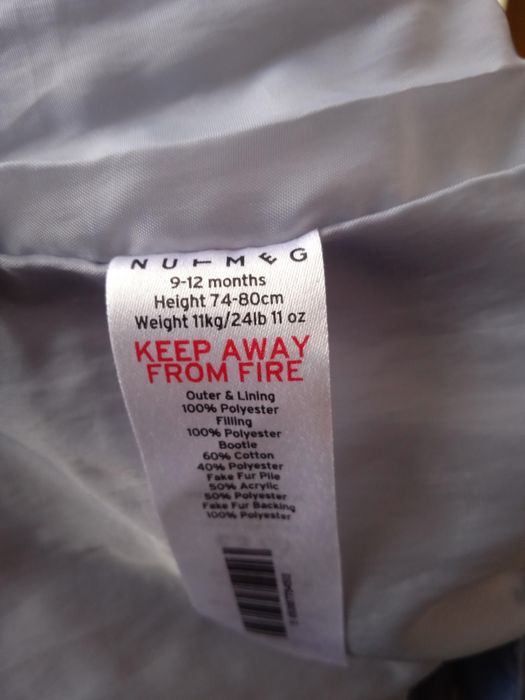 NUTMEG
9-12 months
Height 74-80cm
Weight 11kg/24lb 11 oz
KEEP AWAY
FROM FIRE
Outer & Lining
100% Polyester
Filling
100% Polyester
Bootie
60% Cotton
40% Polyester
Fake Fur Pile
50% Acrylic
50% Polyester
Fake Fur Backing
100% Polyester